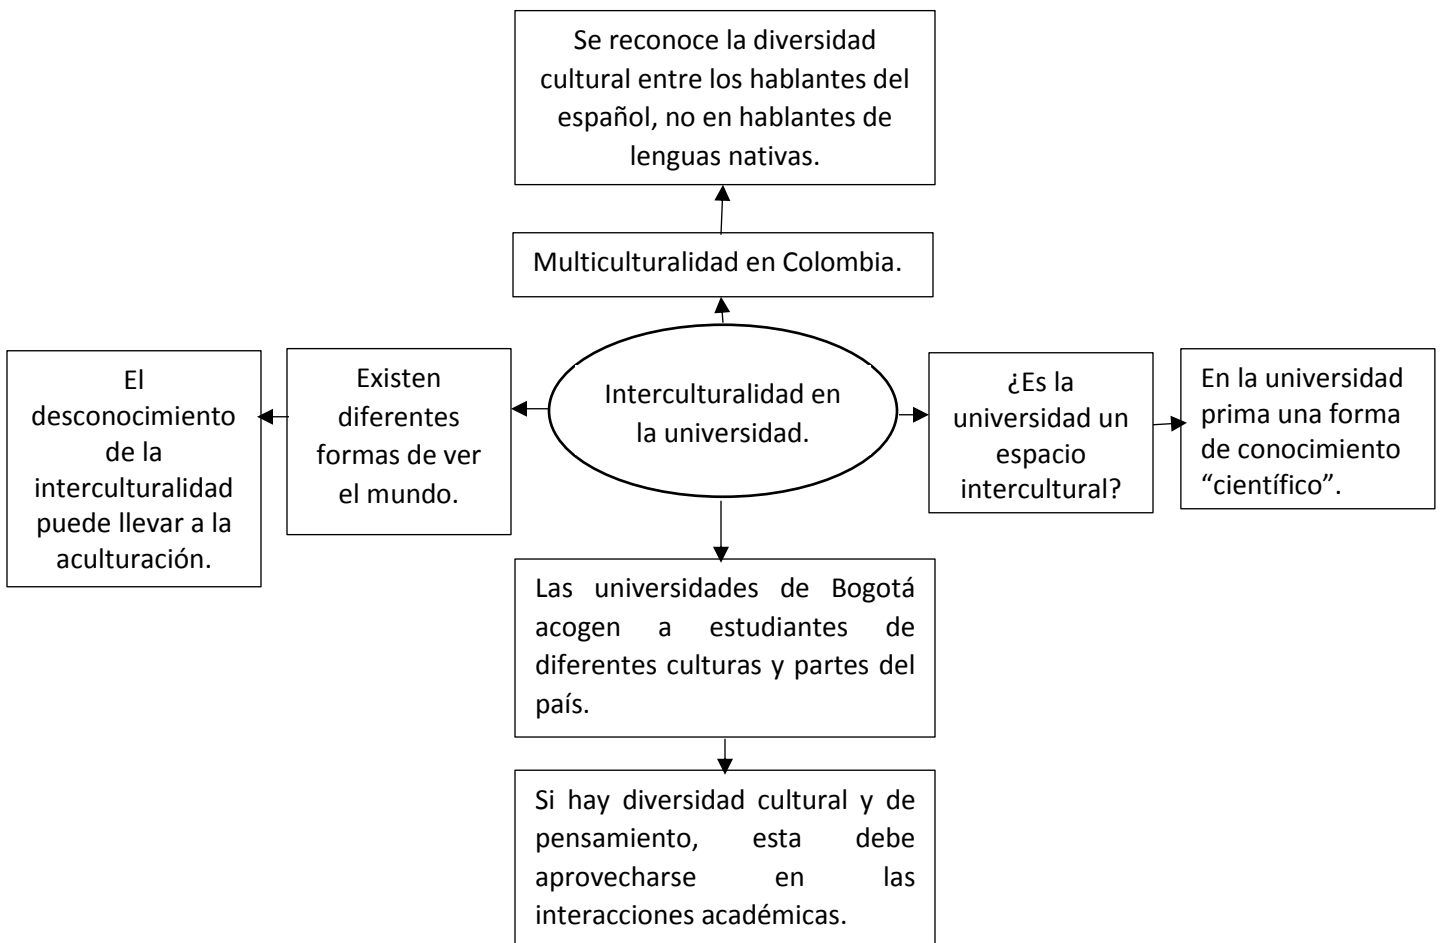 Se reconoce la diversidad
cultural entre los hablantes del
español, no en hablantes de
lenguas nativas.
Multiculturalidad en Colombia.
El
desconocimiento
de la
interculturalidad
puede llevar a la
aculturación.
Existen
diferentes
formas de ver
el mundo.
Interculturalidad en
la universidad.
¿Es la
universidad un
espacio
intercultural?
En la universidad
prima una forma
de conocimiento
“científico”.
Las universidades de Bogotá
acogen a estudiantes de
diferentes culturas y partes del
país.
Si hay diversidad cultural y de
pensamiento, esta debe
aprovecharse en las
interacciones académicas.